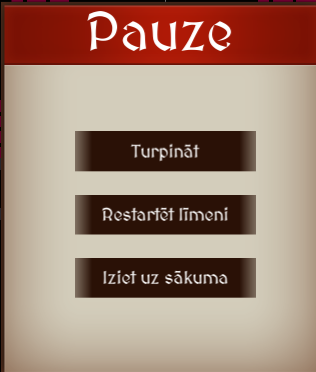 Pauze
Turpināt
Restartēt līmeni
Iziet uz sākuma